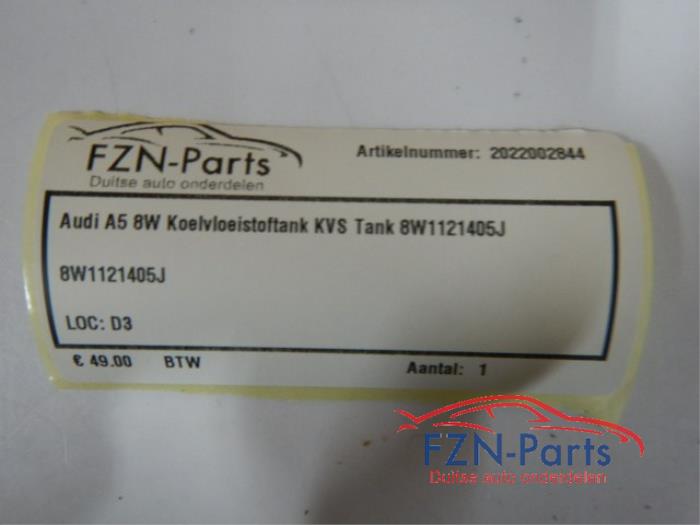 FZN-Parts
Duitse auto onderdelen
Artikelnummer: 2022002844
Audi A5 8W Koelvloeistoftank KVS Tank 8W1121405J
8W1121405J
LOC: D3
€ 49.00 BTW
Aantal: 1
FZN-Parts
Duitse auto onderdelen